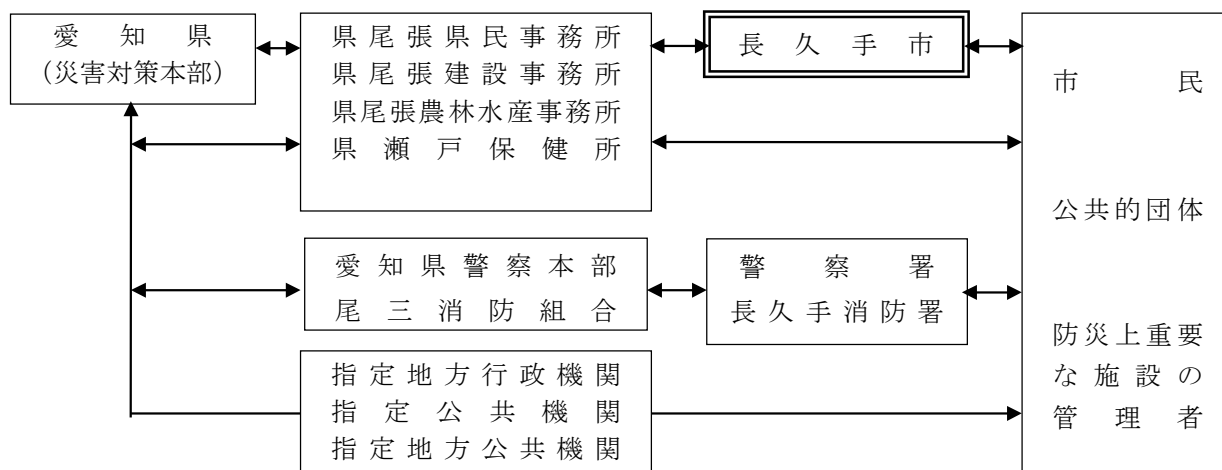 愛知県
（災害対策本部）
県尾張県民事務所
県尾張建設事務所
県尾張農林水産事務所
県瀬戸保健所
長久手市
市民
公共的団体
防災上重要
な施設の
管理者
愛知県警察本部
尾三消防組合
警察署
長久手消防署
指定地方行政機関
指定公共機関
指定地方公共機関